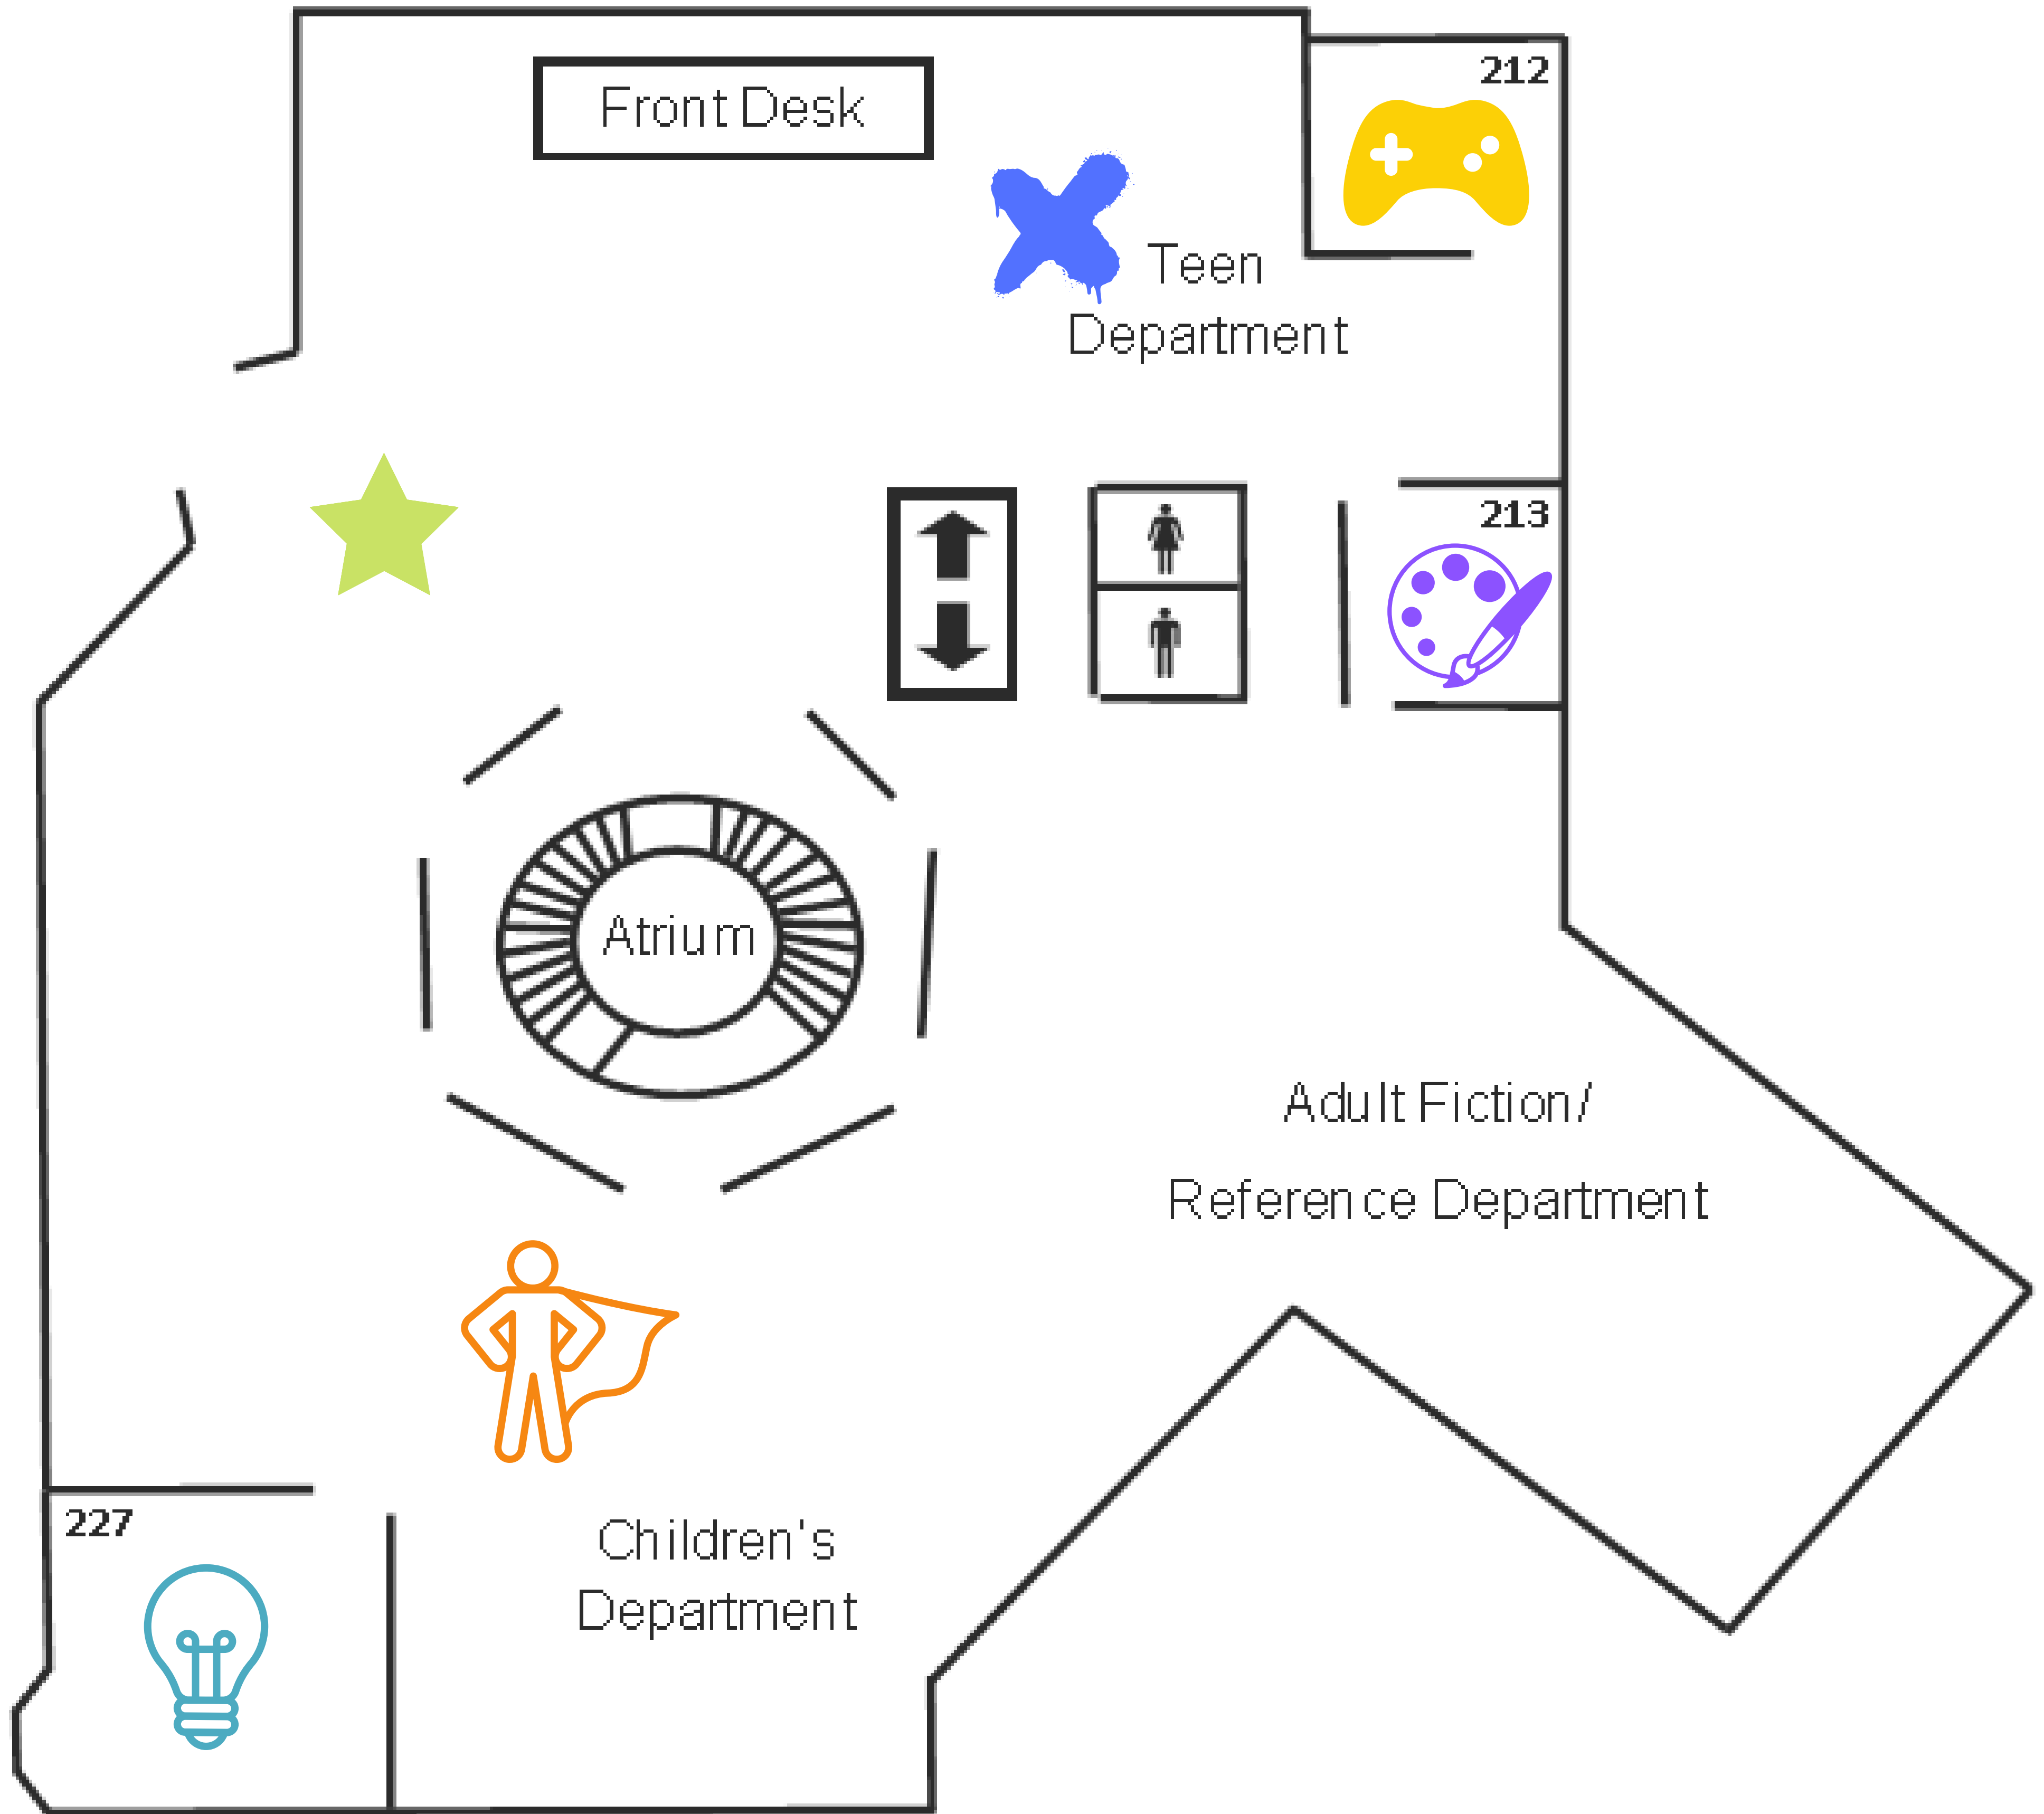 Front Desk
212
Teen
Department
213
Atrium
Adult Fiction/
Reference Department
227
Children's
Department